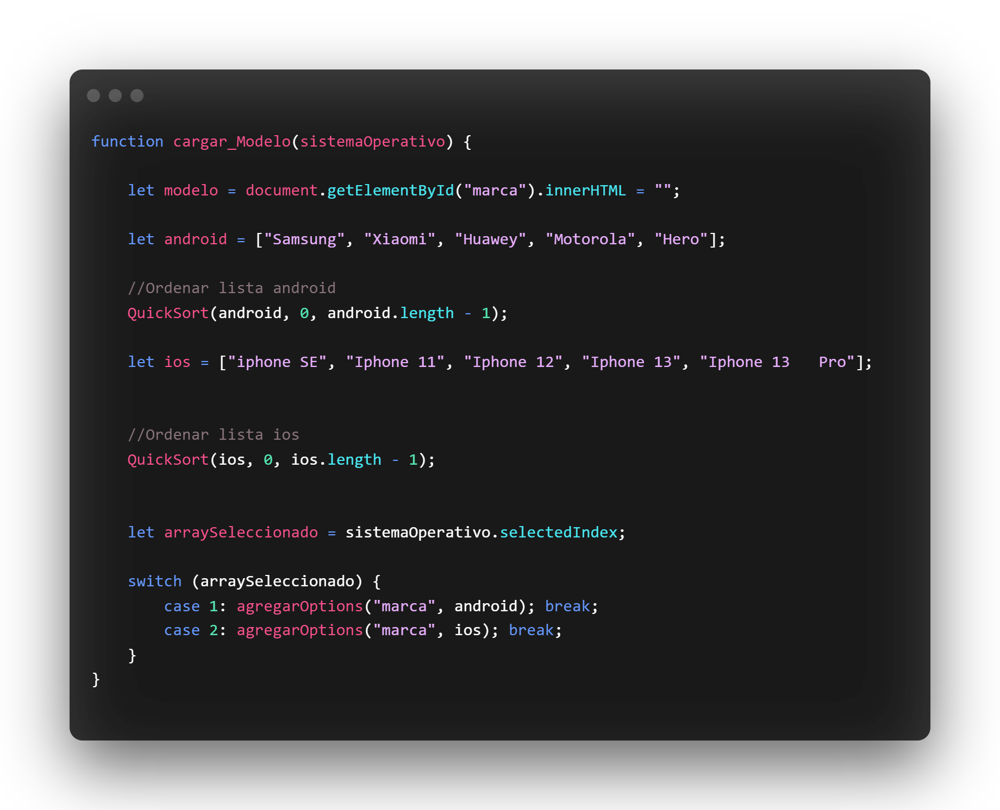 function cargar_Modelo(sistemaOperativo) {
    let modelo = document.getElementById("marca").innerHTML = "";
    let android = ["Samsung", "Xiaomi", "Huawey", "Motorola", "Hero"];
    //Ordenar lista android
    QuickSort(android, 0, android.length - 1);
    let ios = ["iphone SE", "Iphone 11", "Iphone 12", "Iphone 13", "Iphone 13   Pro"];
    //Ordenar lista ios
    QuickSort(ios, 0, ios.length - 1);
    let arraySeleccionado = sistemaOperativo.selectedIndex;
    switch (arraySeleccionado) {
        case 1: agregarOptions("marca", android); break;
        case 2: agregarOptions("marca", ios); break;
    }
}